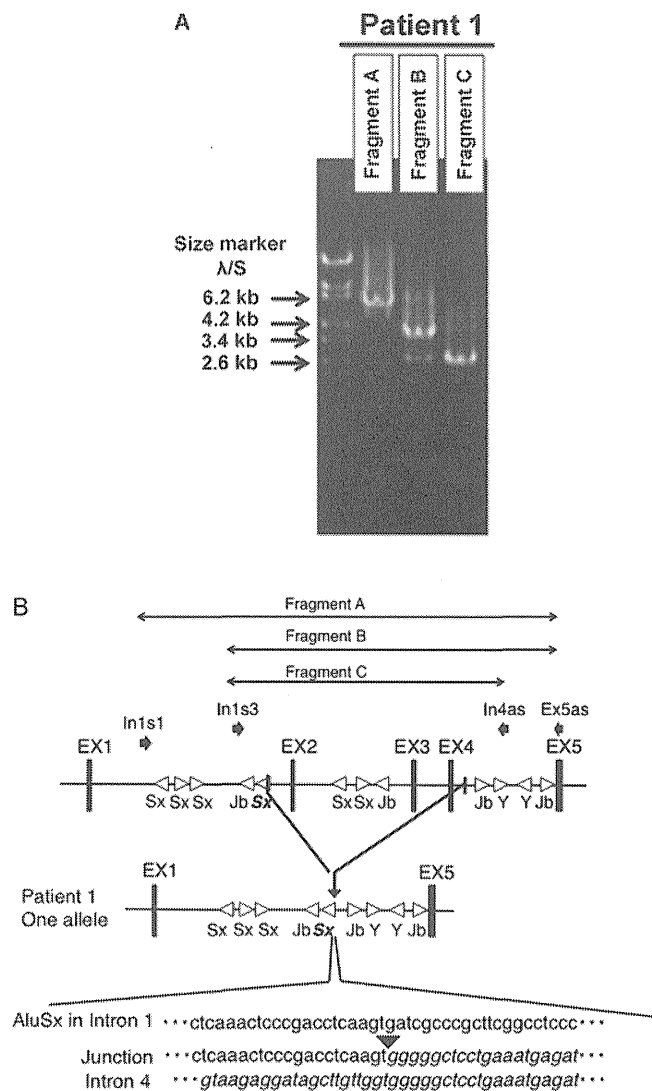 A
Patient 1
Fragment A
Fragment B
Fragment C
Size marker
λ/S
6.2 kb
4.2 kb
3.4 kb
2.6 kb
B
Fragment A
Fragment B
Fragment C
In1s1 In1s3 In4as Ex5as
EX1 EX2 EX3 EX4 EX5
Sx Sx Sx Jb Sx Sx Sx Jb Jb Y Y Jb
Patient 1
One allele
EX1 EX5
Sx Sx Sx Jb Sx Jb Y Y Jb
AluSx in Intron 1 ···ctcaaactcccgacctcaagtgatcgcccgcttcggcctccc···
Junction ···ctcaaactcccgacctcaagtgggggctcctgaaatgagat···
Intron 4 ···gtaagaggatagcttgttggtgggggctcctgaaatgagat···